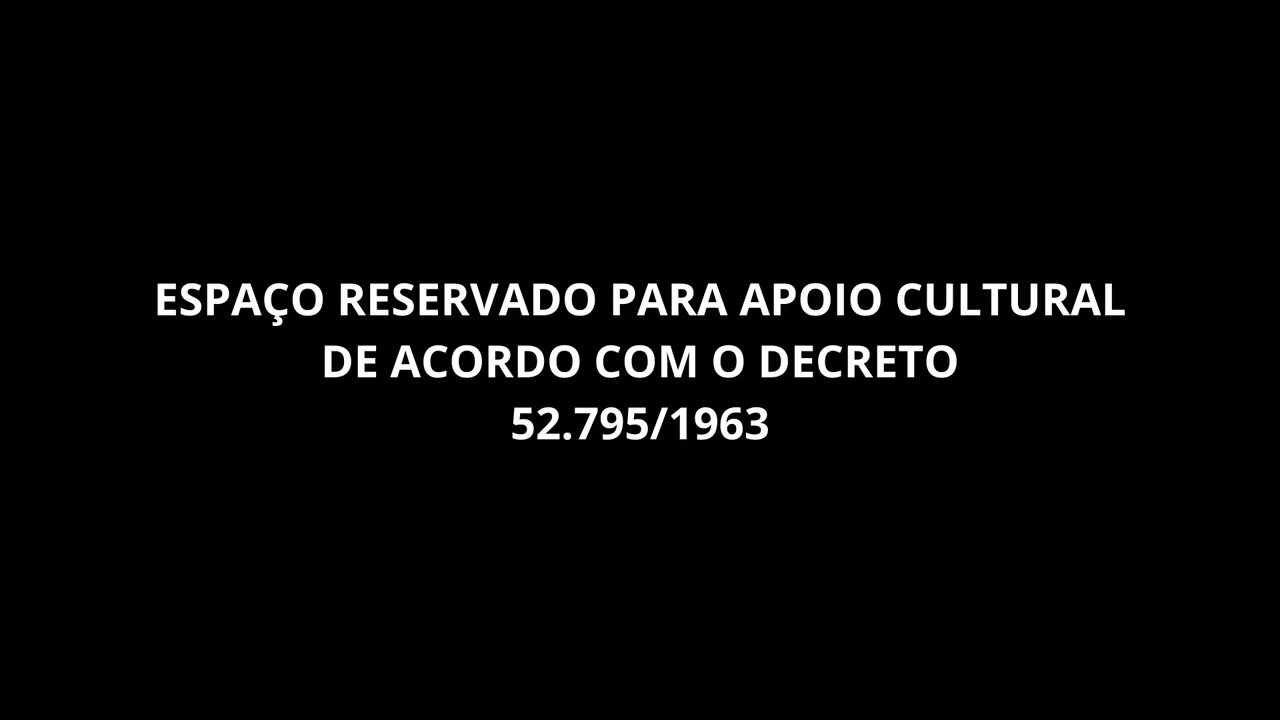 ESPAÇO RESERVADO PARA APOIO CULTURAL
DE ACORDO COM O DECRETO
52.795/1963